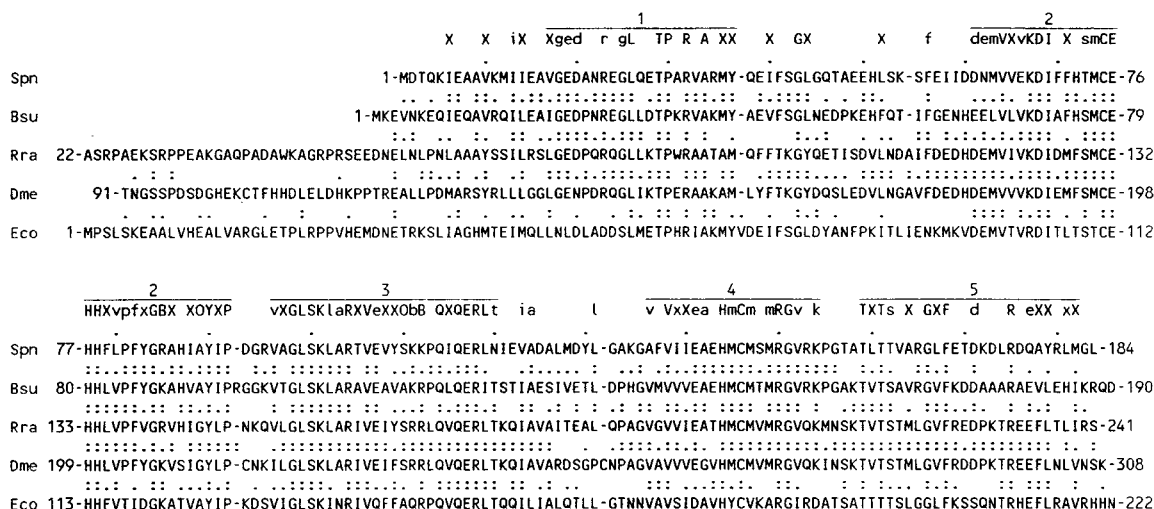 1 2
X X iX Xged r gL TP R A XX X GX X f demVXvKDI X smCE
Spn 1-MDTQKIEAAVKMIIEAVGEDANREGLQETPARVARMY-QEIFSGLGQTAEEHLSK-SFEIIDDNMVVEKDIFFHTMCE-76
Bsu 1-MKEVNKEQIEQAVRQILEAIGEDPNREGLLDTPKRVAKMY-AEVFSGLNEDPKEHFQT-IFGENHEELVLVKDIAFHSMCE-79
Rra 22-ASRPAEKSRPPEAKGAQPADAWKAGRPRSEEDNELNLPNLAAAYSSILRSLGEDPQRQGLLKTPWRAATAM-QFFTKGYQETISDVLNDAIFDEDHDEMVIVKDIDMFSMCE-132
Dme 91-TNGSSPDSDGHEKCTFHHDLELDHKPPTREALLPDMARSYRLLLGGLGENPDRQGLIKTPERAAKAM-LYFTKGYDQSLEDVLNGAVFDEDHDEMVVVKDIEMFSMCE-198
Eco 1-MPSLSKEAALVHEALVARGLETPLRPPVHEMDNETRKSLIAGHMTEIMQLLNLDLADDSLMETPHRIAKMYVDEIFSGLDYANFPKITLIENKMKVDEMVTVRDITLTSTCE-112
2 3 4 5
HHXvpfxGBX XOYXP vXGLSKlaRXVeXXObB QXQERLt ia l v VxXea HmCm mRGv k TXTs X GXF d R eXX xX
Spn 77-HHFLPFYGRAHIAYIP-DGRVAGLSKLARTVEVYSKKPQIQERLNIEVADALMDYL-GAKGAFVIIEAEHMCMSMRGVRKPGTATLTTVARGLFETDKDLRDQAYRLMGL-184
Bsu 80-HHLVPFYGKAHVAYIPRGGKVTGLSKLARAVEAVAKRPQLQERITSTIAESIVETL-DPHGVMVVVEAEHMCMTMRGVRKPGAKTVTSAVRGVFKDDAAARAEVLEHIKRQD-190
Rra 133-HHLVPFVGRVHIGYLP-NKQVLGLSKLARIVEIYSRRLQVQERLTKQIAVAITEAL-QPAGVGVVIEATHMCMVMRGVQKMNSKTVTSTMLGVFREDPKTREEFLTLIRS-241
Dme 199-HHLVPFYGKVSIGYLP-CNKILGLSKLARIVEIFSRRLQVQERLTKQIAVARDSGPCNPAGVAVVVEGVHMCMVMRGVQKINSKTVTSTMLGVFRDDPKTREEFLNLVNSK-308
Eco 113-HHFVTIDGKATVAYIP-KDSVIGLSKINRIVQFFAQRPQVQERLTQQILIALQTLL-GTNNVAVSIDAVHYCVKARGIRDATSATTTTSLGGLFKSSQNTRHEFLRAVRHHN-222